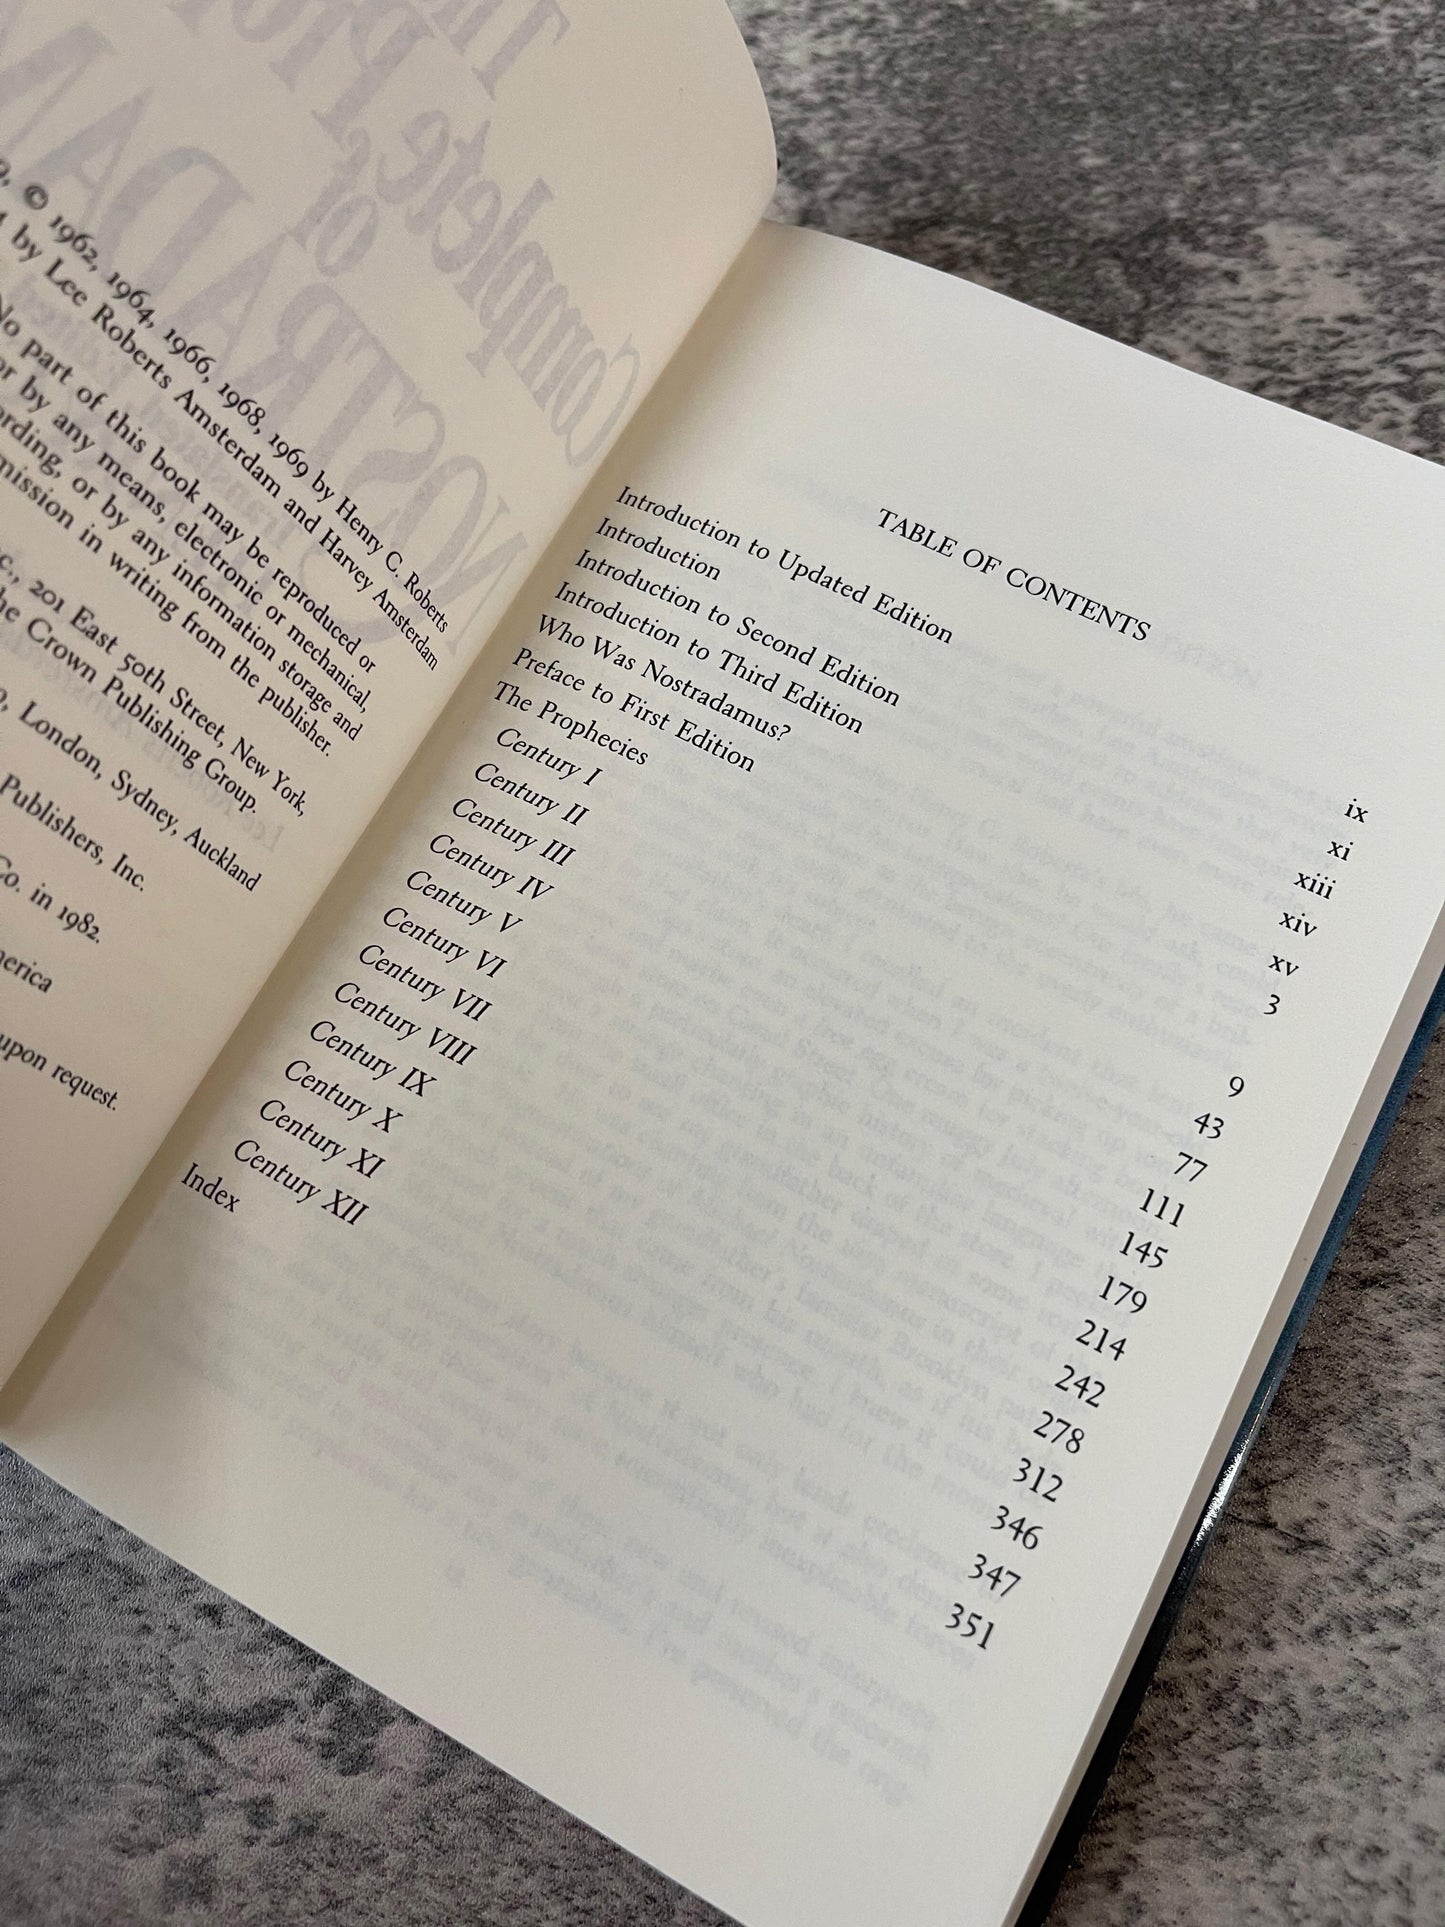 9, © 1962, 1964, 1966, 1968, 1969 by Henry C. Roberts
4 by Lee Roberts Amsterdam and Harvey Amsterdam
No part of this book may be reproduced or
or by any means, electronic or mechanical,
ording, or by any information storage and
mission in writing from the publisher.
c., 201 East 50th Street, New York,
he Crown Publishing Group.
London, Sydney, Auckland
Publishers, Inc.
Co. in 1982.
merica
upon request.
TABLE OF CONTENTS
Introduction to Updated Edition ix
Introduction xi
Introduction to Second Edition xiii
Introduction to Third Edition xiv
Who Was Nostradamus? xv
Preface to First Edition 3
The Prophecies
Century I 9
Century II 43
Century III 77
Century IV 111
Century V 145
Century VI 179
Century VII 214
Century VIII 242
Century IX 278
Century X 312
Century XI 346
Century XII 347
Index 351